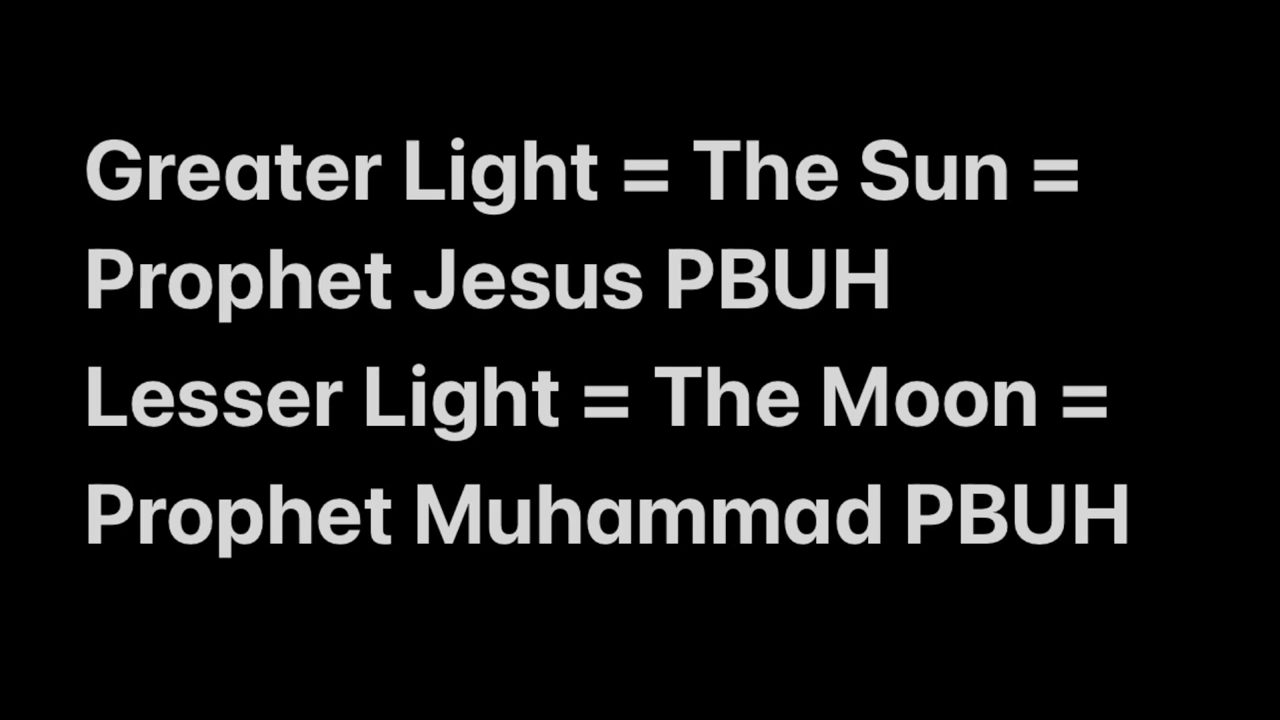 Greater Light = The Sun =
Prophet Jesus PBUH
Lesser Light = The Moon =
Prophet Muhammad PBUH